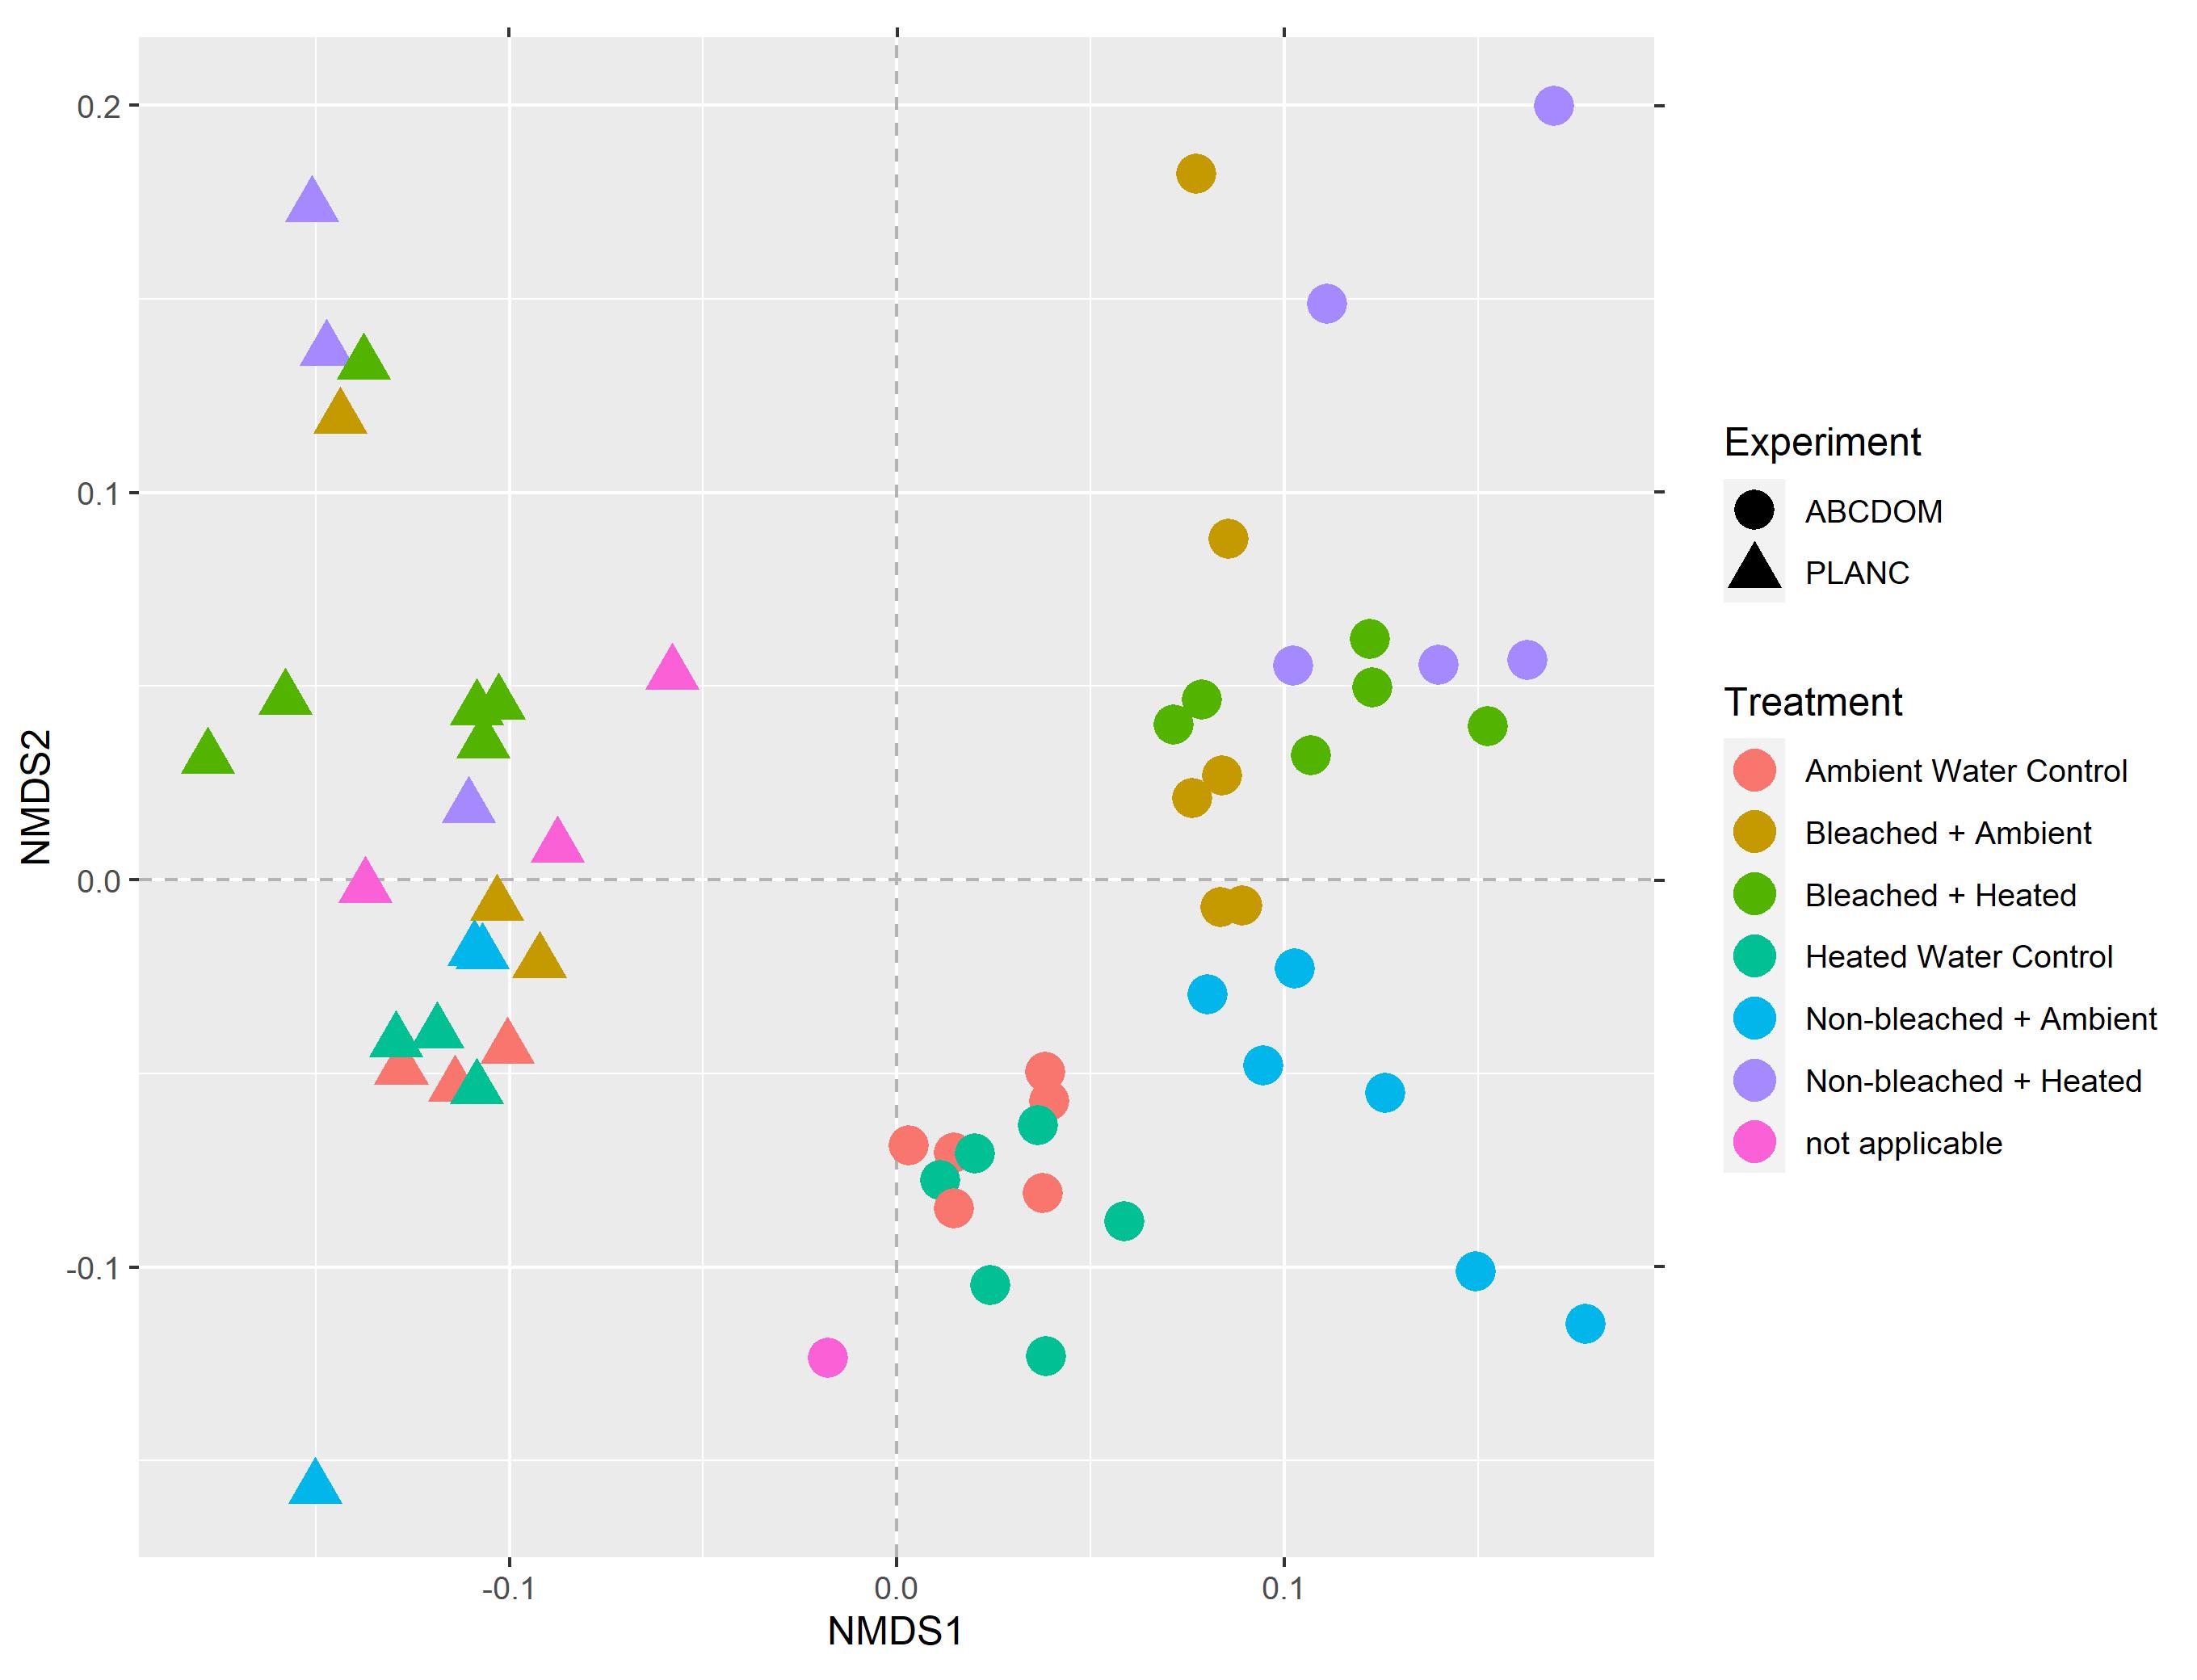 0.2
0.1
0.0
-0.1
NMDS2
-0.1
0.0
0.1
NMDS1
Experiment
ABCDOM
PLANC
Treatment
Ambient Water Control
Bleached + Ambient
Bleached + Heated
Heated Water Control
Non-bleached + Ambient
Non-bleached + Heated
not applicable